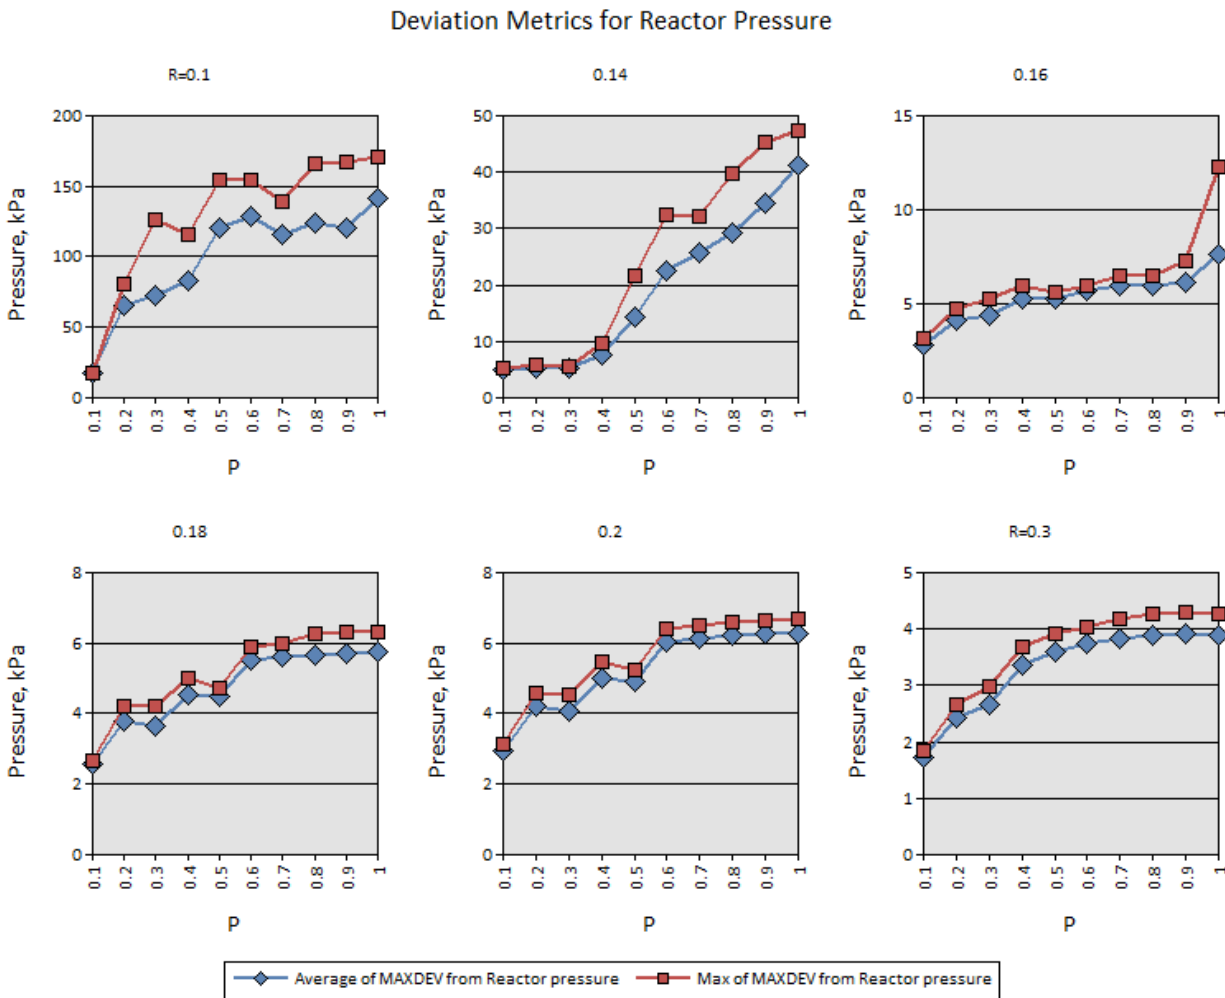 Deviation Metrics for Reactor Pressure
R=0.1
0.14
0.16
200
150
100
50
0
Pressure, kPa
0.1 0.2 0.3 0.4 0.5 0.6 0.7 0.8 0.9 1
P
50
40
30
20
10
0
Pressure, kPa
0.1 0.2 0.3 0.4 0.5 0.6 0.7 0.8 0.9 1
P
15
10
5
0
Pressure, kPa
0.1 0.2 0.3 0.4 0.5 0.6 0.7 0.8 0.9 1
P
0.18
0.2
R=0.3
8
6
4
2
0
Pressure, kPa
0.1 0.2 0.3 0.4 0.5 0.6 0.7 0.8 0.9 1
P
8
6
4
2
0
Pressure, kPa
0.1 0.2 0.3 0.4 0.5 0.6 0.7 0.8 0.9 1
P
5
4
3
2
1
0
Pressure, kPa
0.1 0.2 0.3 0.4 0.5 0.6 0.7 0.8 0.9 1
P
Average of MAXDEV from Reactor pressure
Max of MAXDEV from Reactor pressure